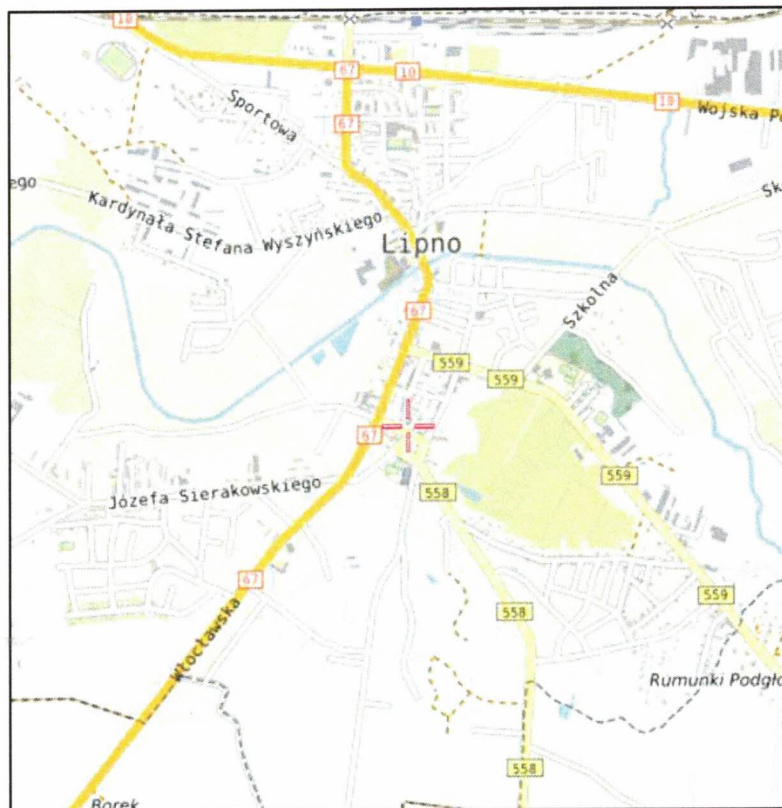 10
67
10
10
Wojska Po
Sportowa
67
ego
Kardynała Stefana Wyszyńskiego
Sk
Lipno
Szkolna
67
559
559
67
Józefa Sierakowskiego
558
559
67
559
558
Włocławska
Rumunki Podgło
558
Borek